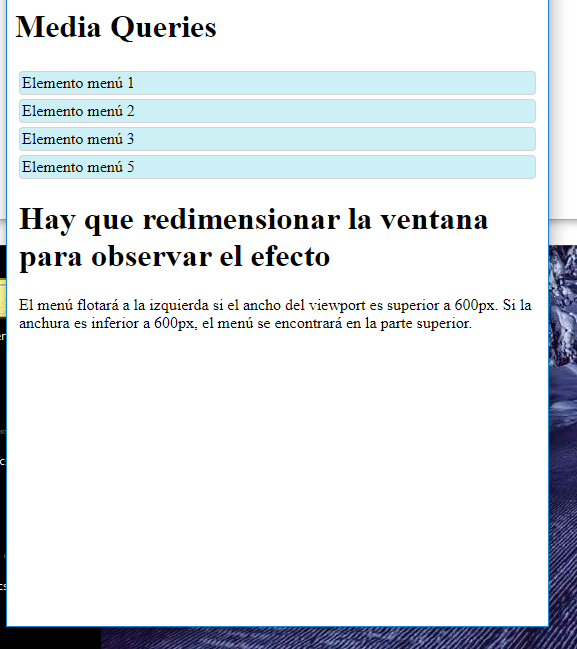 Media Queries
Elemento menú 1
Elemento menú 2
Elemento menú 3
Elemento menú 5
Hay que redimensionar la ventana
para observar el efecto
El menú flotará a la izquierda si el ancho del viewport es superior a 600px. Si la
anchura es inferior a 600px, el menú se encontrará en la parte superior.